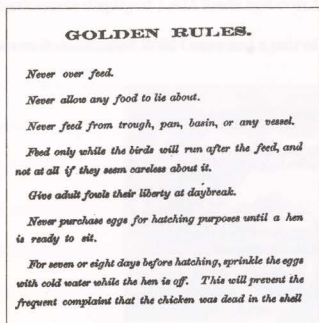 GOLDEN RULES.
Never over feed.
Never allow any food to lie about.
Never feed from trough, pan, basin, or any vessel.
Feed only while the birds will run after the feed, and
not at all if they seem careless about it.
Give adult fowls their liberty at daybreak.
Never purchase eggs for hatching purposes until a hen
is ready to sit.
For seven or eight days before hatching, sprinkle the eggs
with cold water while the hen is off. This will prevent the
frequent complaint that the chicken was dead in the shell